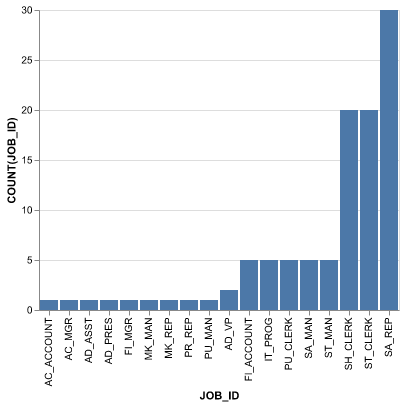 30
25
20
15
10
5
0
COUNT(JOB_ID)
AC_ACCOUNT
AC_MGR
AD_ASST
AD_PRES
FI_MGR
MK_MAN
MK_REP
PR_REP
PU_MAN
AD_VP
FI_ACCOUNT
IT_PROG
PU_CLERK
SA_MAN
ST_MAN
SH_CLERK
ST_CLERK
SA_REP
JOB_ID